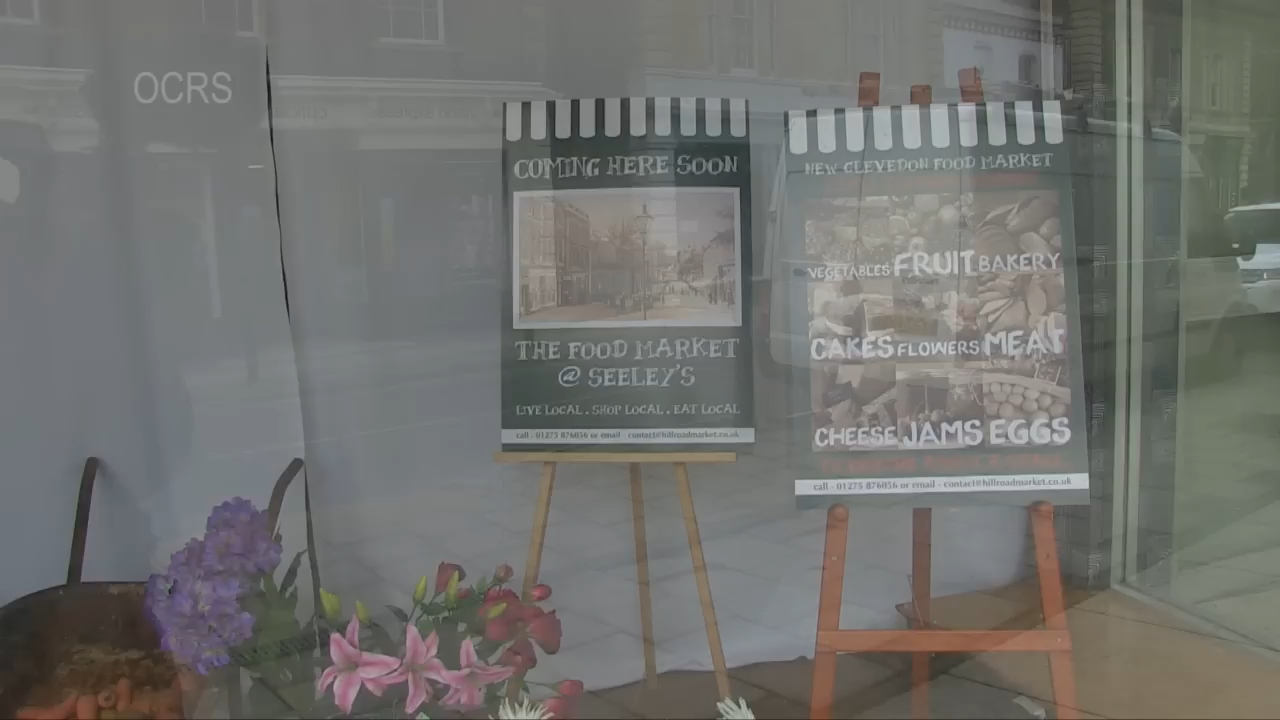 OCRS
COMING HERE SOON
THE FOOD MARKET
@ SEELEY'S
LIVE LOCAL . SHOP LOCAL . EAT LOCAL
call - 01275 876056 or email - contact@hillroadmarket.co.uk
NEW CLEVEDON FOOD MARKET
VEGETABLES FRUIT BAKERY
CAKES FLOWERS MEAT
CHEESE JAMS EGGS
call - 01275 876056 or email - contact@hillroadmarket.co.uk